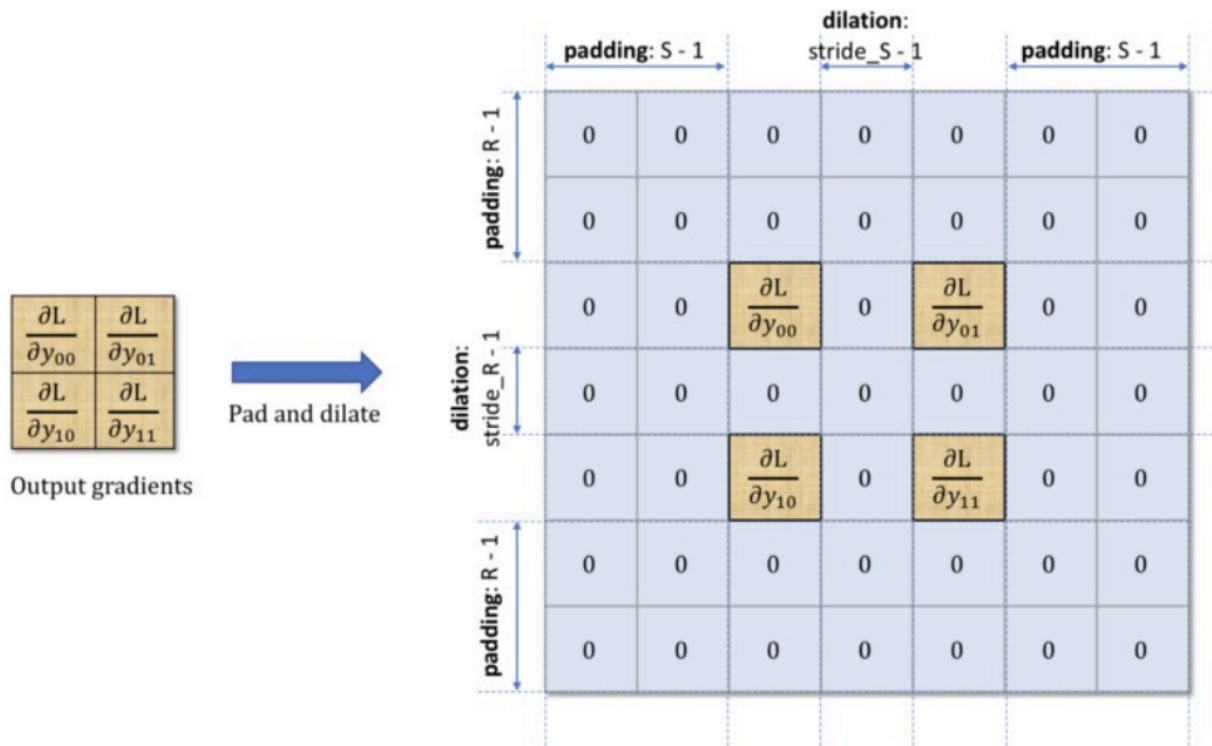 dilation:
padding: S - 1
stride_S - 1
padding: S - 1
padding: R - 1
0 0 0 0 0 0 0
0 0 0 0 0 0 0
0 0 ∂L/∂y₀₀ 0 ∂L/∂y₀₁ 0 0
dilation:
stride_R - 1
0 0 0 0 0 0 0
0 0 ∂L/∂y₁₀ 0 ∂L/∂y₁₁ 0 0
padding: R - 1
0 0 0 0 0 0 0
0 0 0 0 0 0 0
∂L/∂y₀₀ ∂L/∂y₀₁
∂L/∂y₁₀ ∂L/∂y₁₁
Output gradients
Pad and dilate